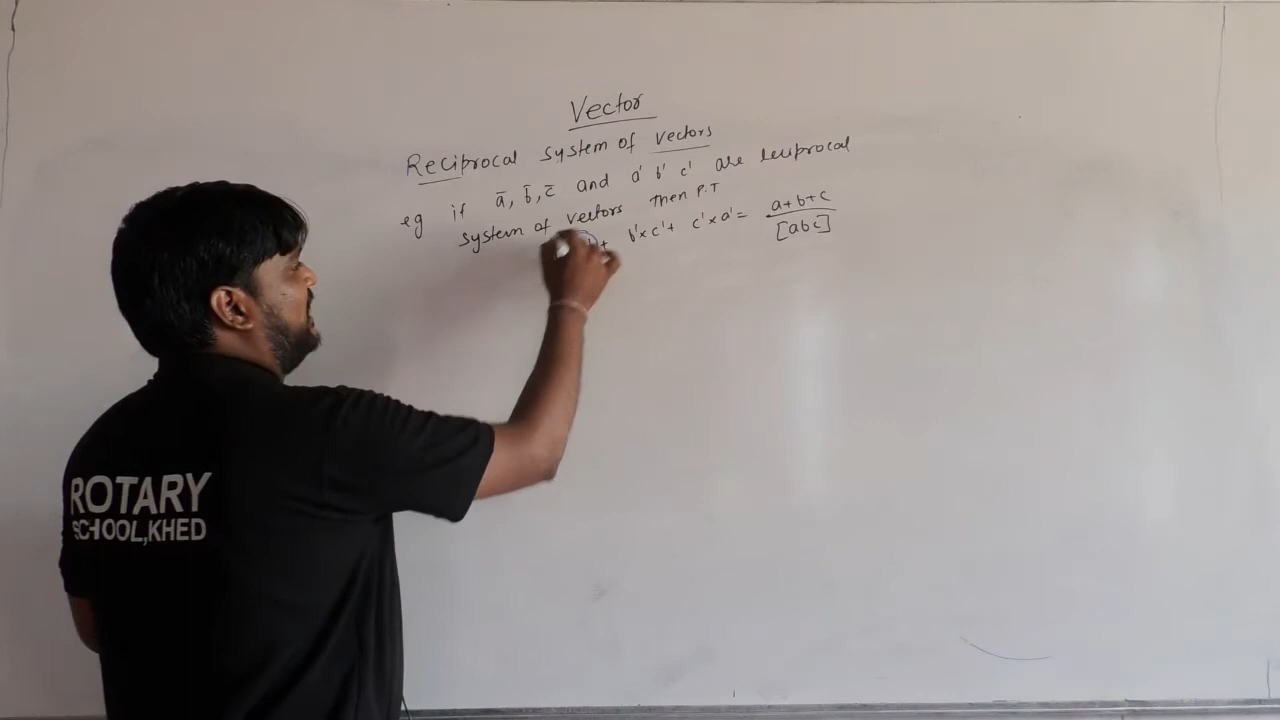 Vector
Reciprocal system of vectors
eg if a̅, b̅, c̅ and a' b' c' are reciprocal
system of vectors then P.T
+ b'×c'+ c'×a'= a+b+c / [abc]
ROTARY
SCHOOL,KHED